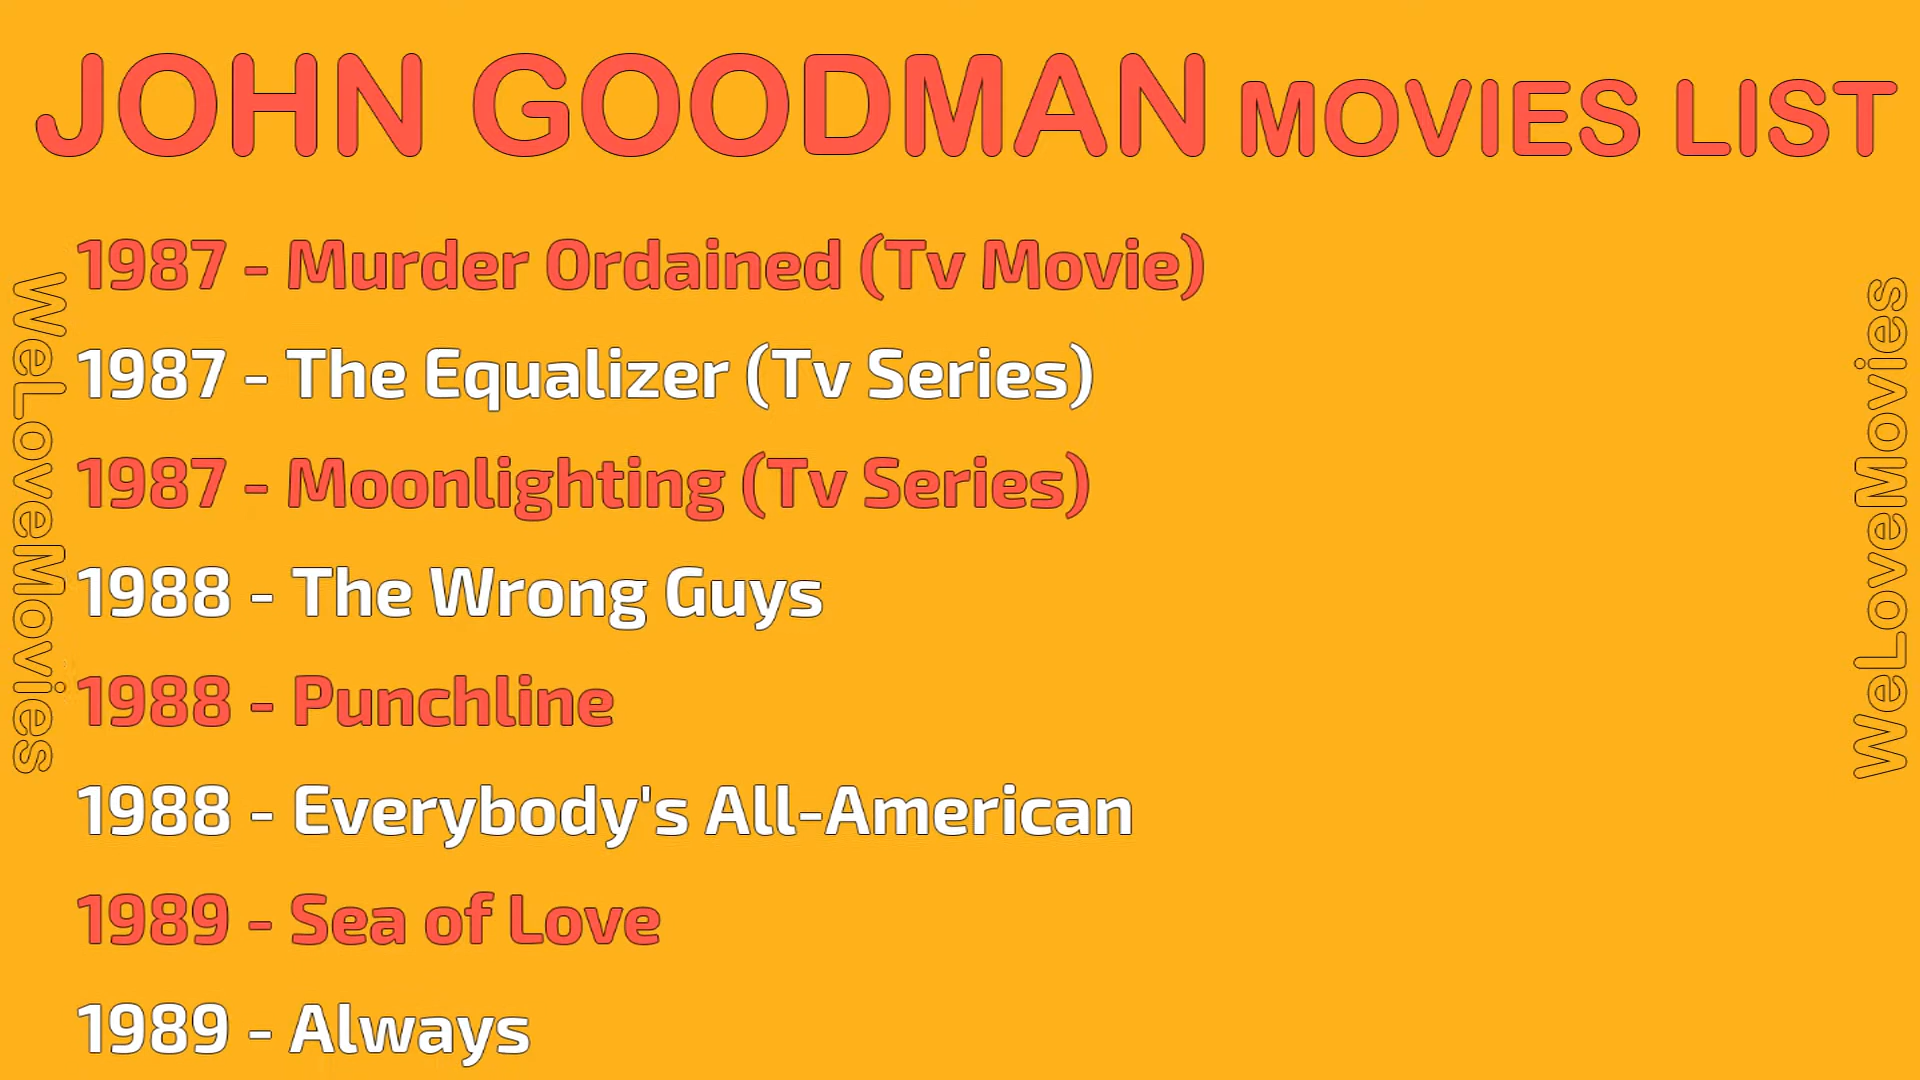 JOHN GOODMAN MOVIES LIST
1987 - Murder Ordained (Tv Movie)
1987 - The Equalizer (Tv Series)
1987 - Moonlighting (Tv Series)
1988 - The Wrong Guys
1988 - Punchline
1988 - Everybody's All-American
1989 - Sea of Love
1989 - Always
WeLoveMovies
WeLoveMovies